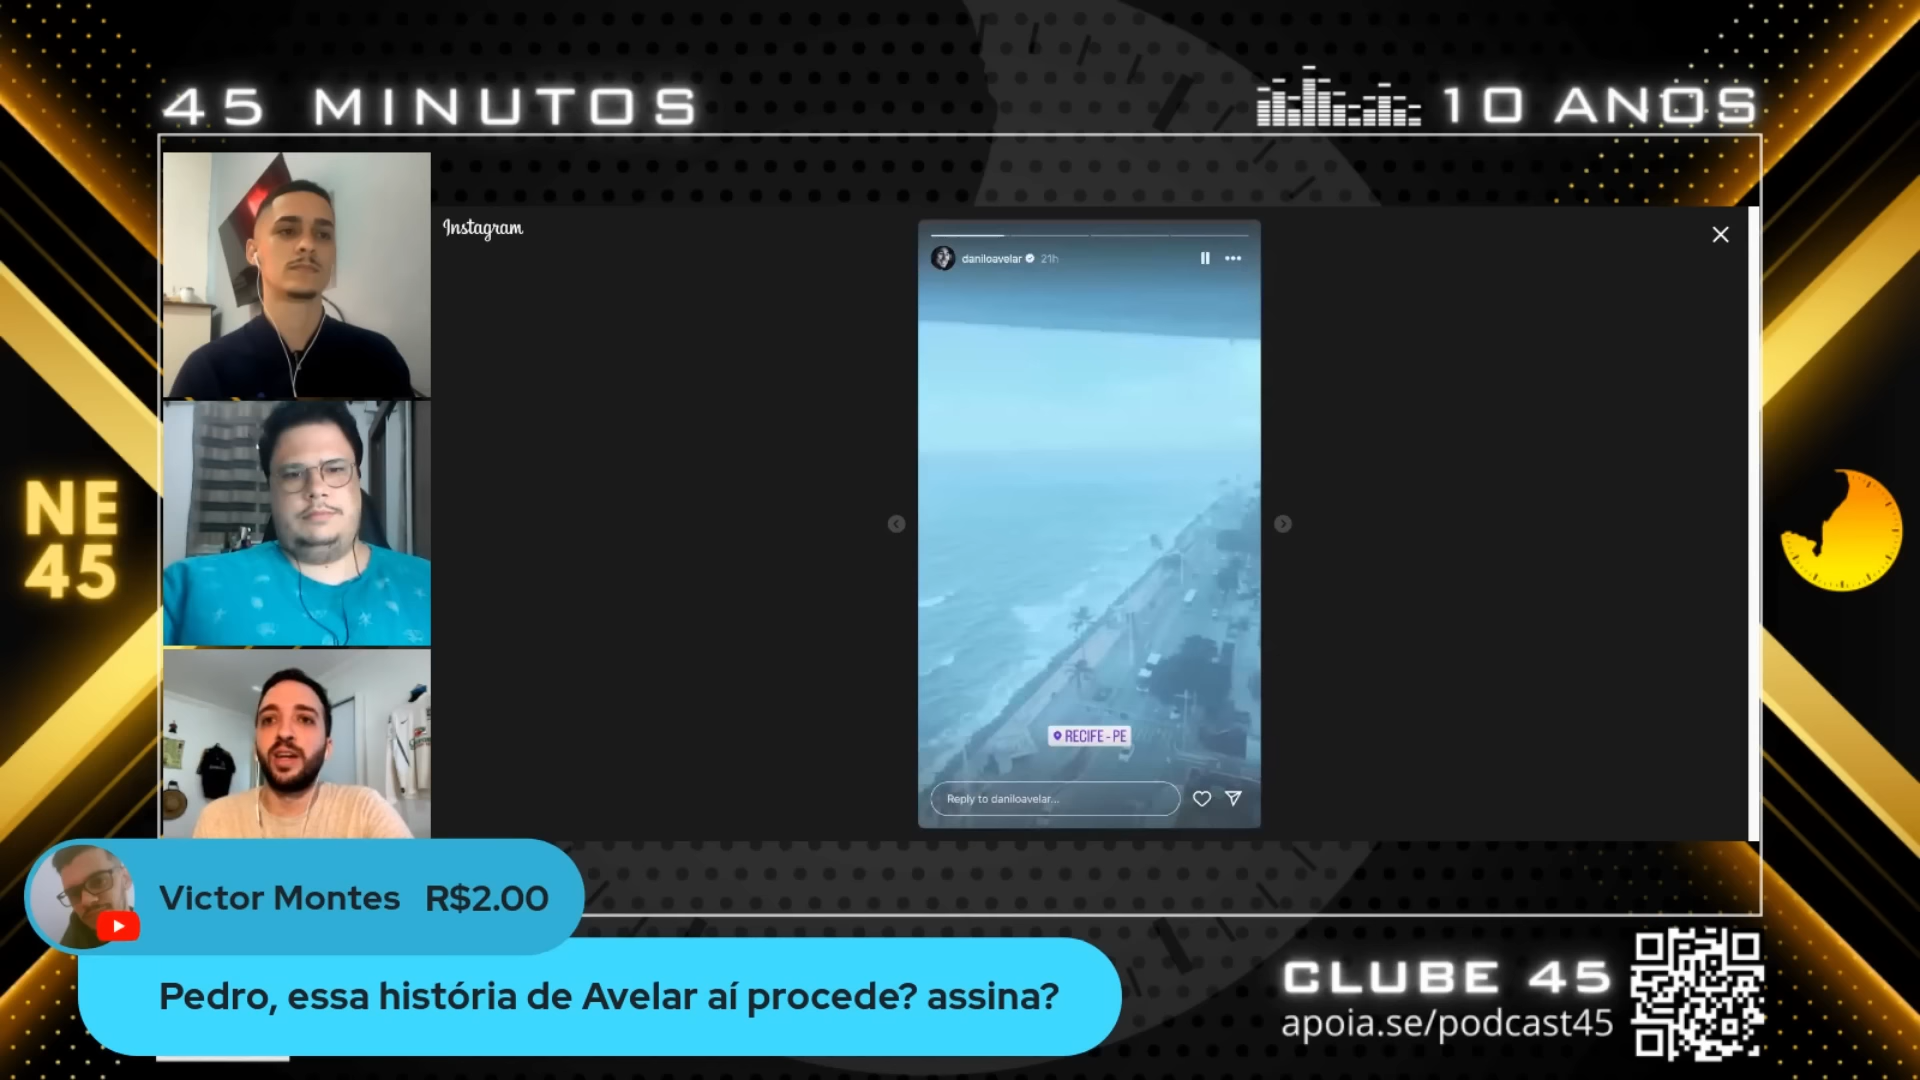 45 MINUTOS
10 ANOS
Instagram
daniloavelar 21h
NE
45
RECIFE-PE
Reply to daniloavelar...
Victor Montes R$2.00
Pedro, essa história de Avelar aí procede? assina?
CLUBE 45
apoia.se/podcast45